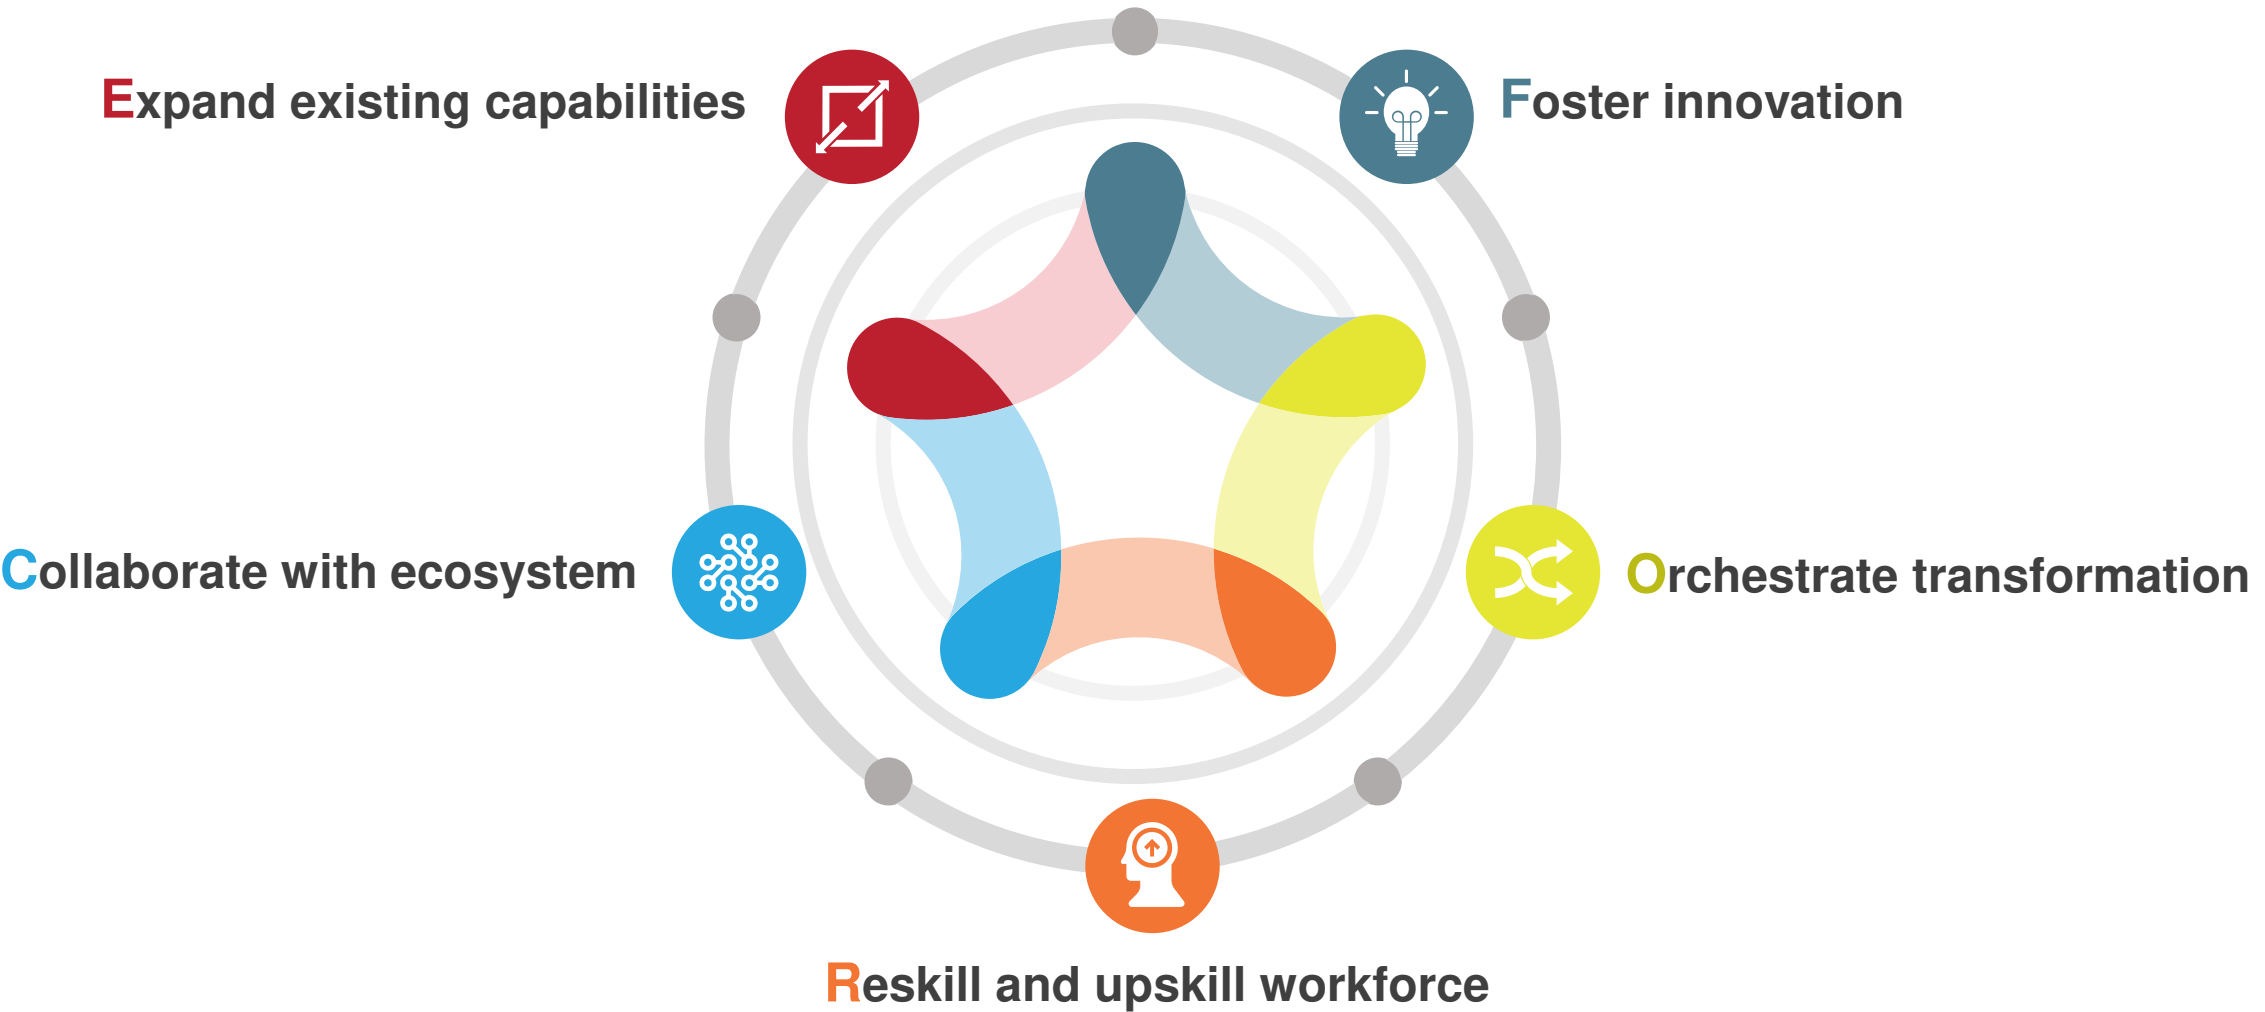 Expand existing capabilities
Foster innovation
Collaborate with ecosystem
Orchestrate transformation
Reskill and upskill workforce